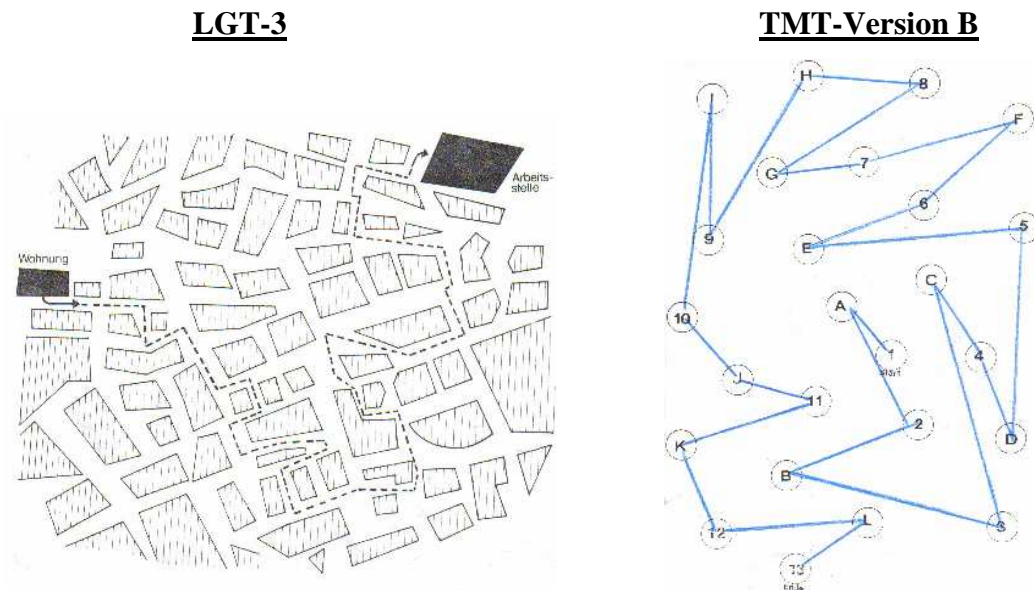 LGT-3
Arbeits-
stelle
Wohnung
TMT-Version B
H
8
I
F
G
7
6
5
9
E
C
A
10
1
4
J
11
2
D
K
B
3
12
L
13
Ende